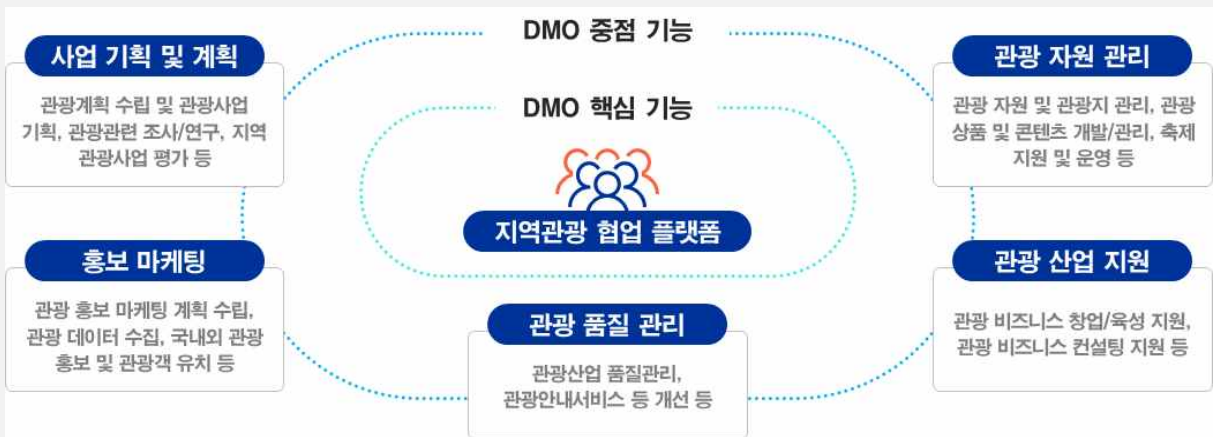 DMO 중점 기능
DMO 핵심 기능
지역관광 협업 플랫폼
사업 기획 및 계획
관광계획 수립 및 관광사업
기획, 관광관련 조사/연구, 지역
관광사업 평가 등
관광 자원 관리
관광 자원 및 관광지 관리, 관광
상품 및 콘텐츠 개발/관리, 축제
지원 및 운영 등
홍보 마케팅
관광 홍보 마케팅 계획 수립,
관광 데이터 수집, 국내외 관광
홍보 및 관광객 유치 등
관광 품질 관리
관광산업 품질관리,
관광안내서비스 등 개선 등
관광 산업 지원
관광 비즈니스 창업/육성 지원,
관광 비즈니스 컨설팅 지원 등